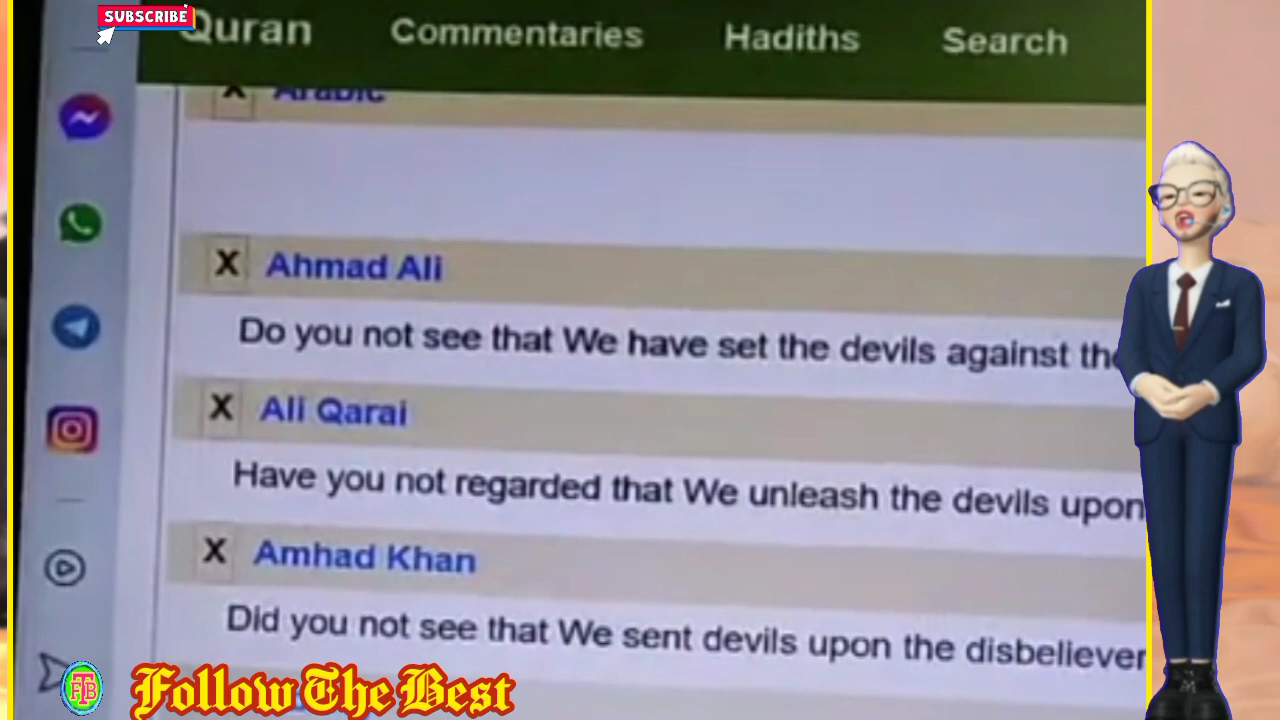 SUBSCRIBE
Quran Commentaries Hadiths Search
X Arabic
X Ahmad Ali
Do you not see that We have set the devils against the
X Ali Qarai
Have you not regarded that We unleash the devils upon
X Amhad Khan
Did you not see that We sent devils upon the disbeliever
FTB Follow The Best